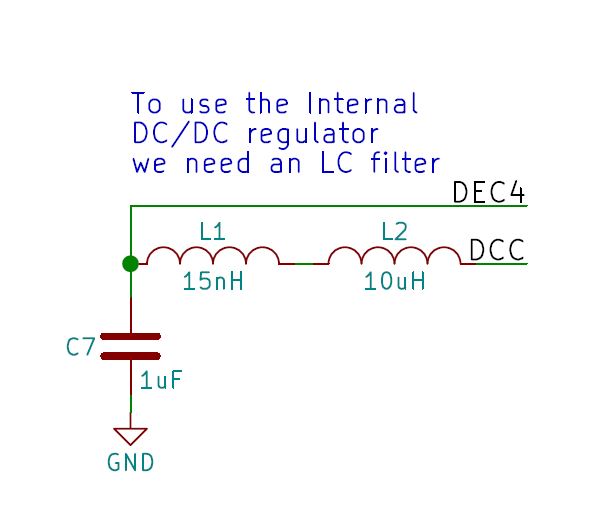 To use the Internal
DC/DC regulator
we need an LC filter
DEC4
L1
L2
DCC
15nH
10uH
C7
1uF
GND